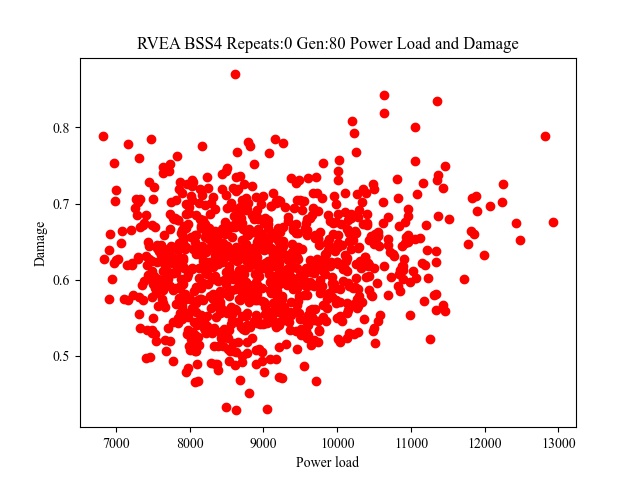 RVEA BSS4 Repeats:0 Gen:80 Power Load and Damage
0.8
0.7
0.6
0.5
Damage
7000 8000 9000 10000 11000 12000 13000
Power load